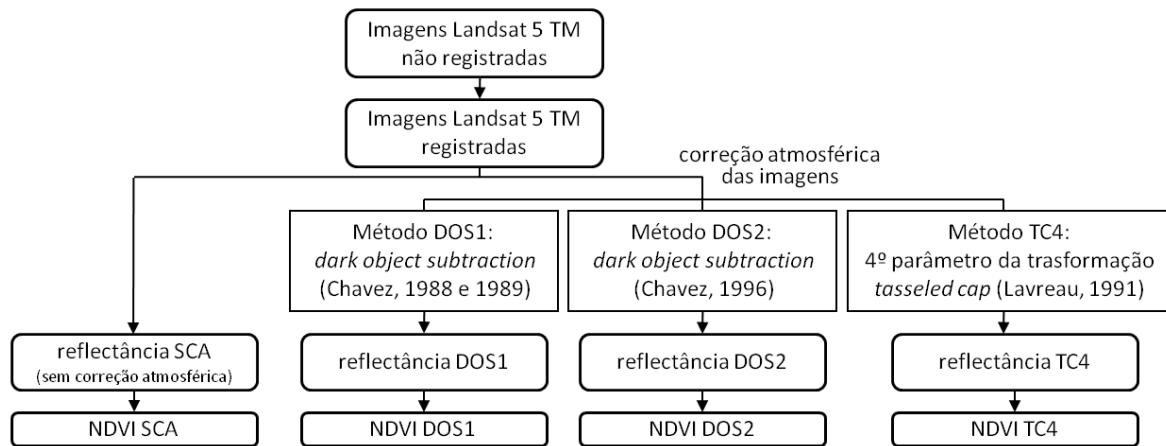 Imagens Landsat 5 TM
não registradas
Imagens Landsat 5 TM
registradas
correção atmosférica
das imagens
Método DOS1:
dark object subtraction
(Chavez, 1988 e 1989)
Método DOS2:
dark object subtraction
(Chavez, 1996)
Método TC4:
4º parâmetro da trasformação
tasseled cap (Lavreau, 1991)
reflectância SCA
(sem correção atmosférica)
reflectância DOS1
reflectância DOS2
reflectância TC4
NDVI SCA
NDVI DOS1
NDVI DOS2
NDVI TC4